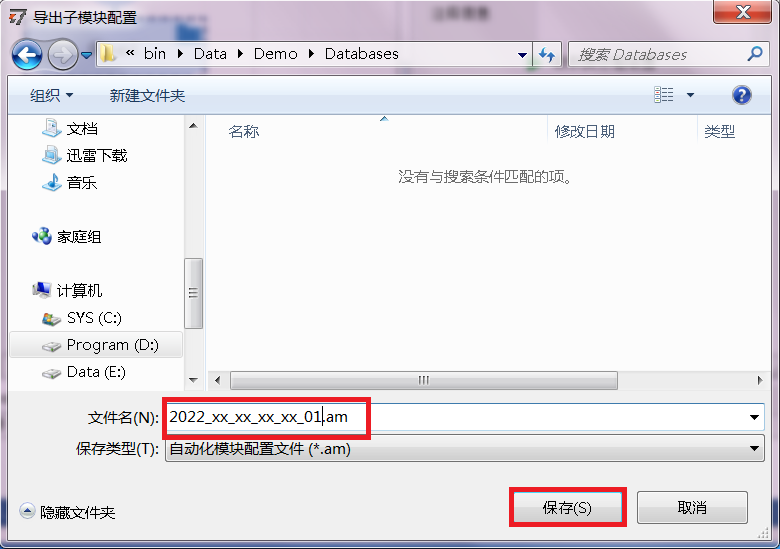 导出子模块配置
« bin Data Demo Databases
搜索 Databases
组织 新建文件夹
文档
迅雷下载
音乐
家庭组
计算机
SYS (C:)
Program (D:)
Data (E:)
名称 修改日期 类型
没有与搜索条件匹配的项。
文件名(N): 2022_xx_xx_xx_xx_01.am
保存类型(T): 自动化模块配置文件 (*.am)
隐藏文件夹
保存(S) 取消